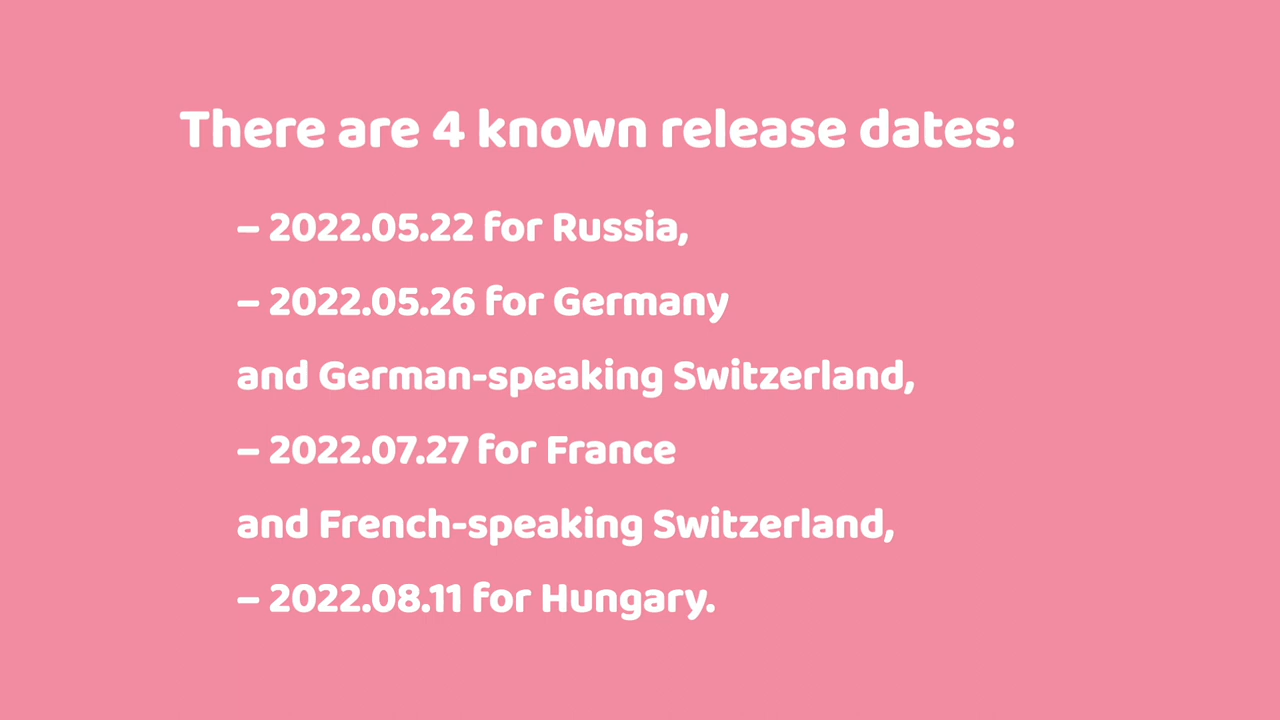 There are 4 known release dates:
– 2022.05.22 for Russia,
– 2022.05.26 for Germany
and German-speaking Switzerland,
– 2022.07.27 for France
and French-speaking Switzerland,
– 2022.08.11 for Hungary.